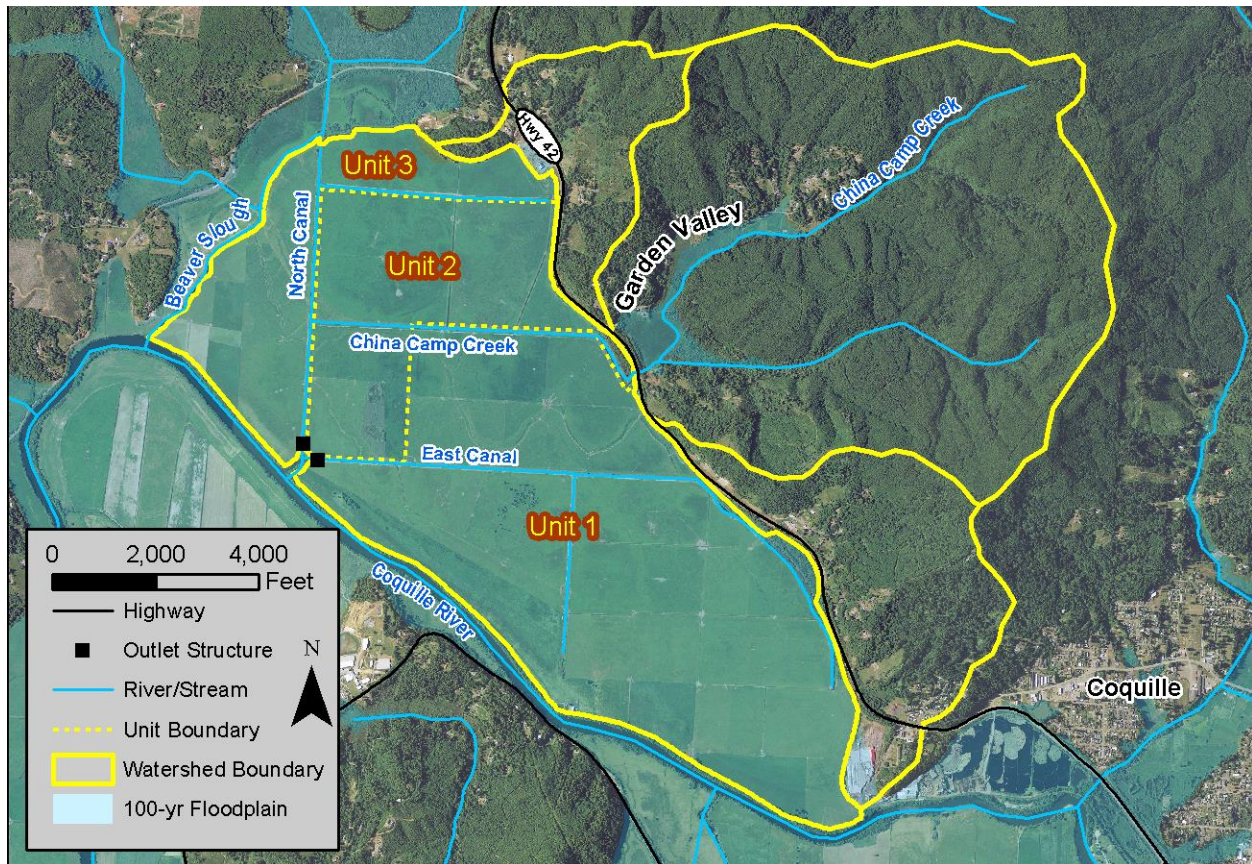 Hwy 42
China Camp Creek
Unit 3
Garden Valley
Beaver Slough
North Canal
Unit 2
China Camp Creek
East Canal
Unit 1
Coquille River
Coquille
0 2,000 4,000
Feet
Highway
Outlet Structure N
River/Stream
Unit Boundary
Watershed Boundary
100-yr Floodplain